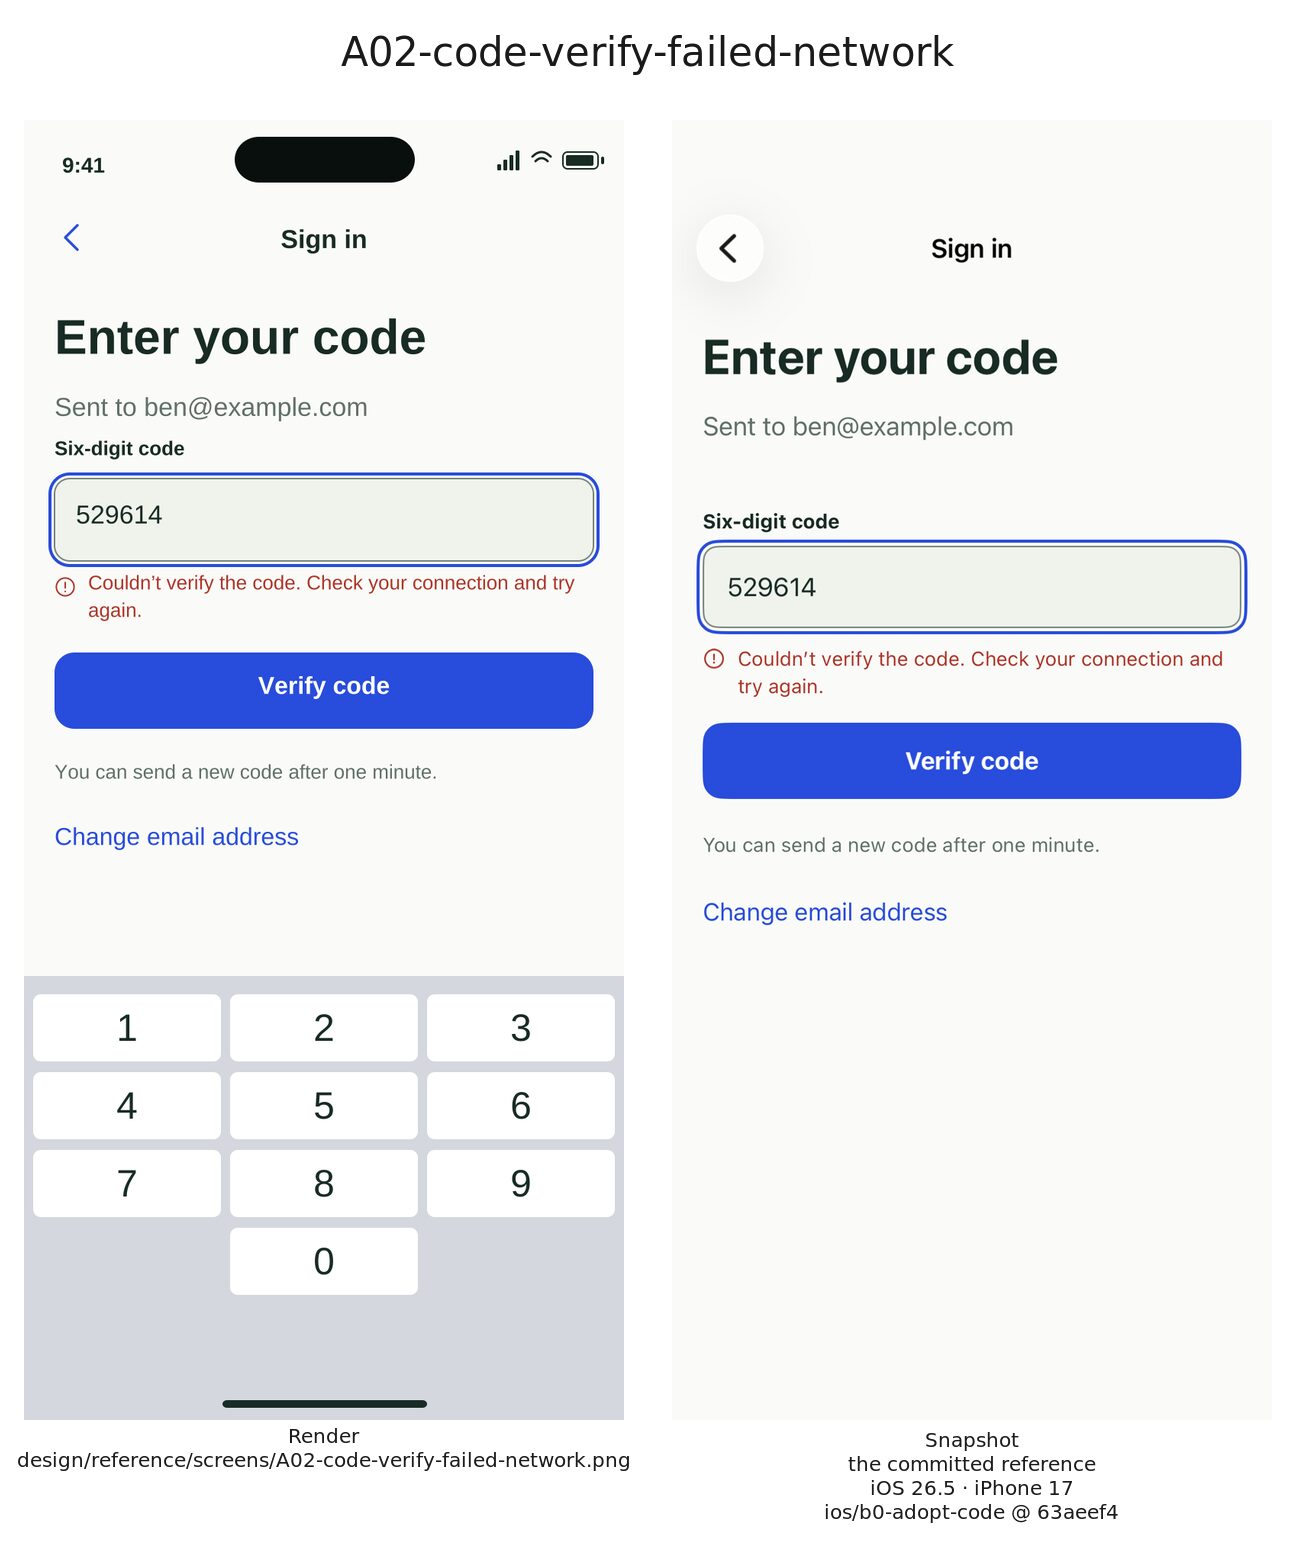 A02-code-verify-failed-network
9:41
Sign in
Enter your code
Sent to ben@example.com
Six-digit code
529614
Couldn’t verify the code. Check your connection and try
again.
Verify code
You can send a new code after one minute.
Change email address
1 2 3
4 5 6
7 8 9
0
Render
design/reference/screens/A02-code-verify-failed-network.png
Sign in
Enter your code
Sent to ben@example.com
Six-digit code
529614
Couldn’t verify the code. Check your connection and
try again.
Verify code
You can send a new code after one minute.
Change email address
Snapshot
the committed reference
iOS 26.5 · iPhone 17
ios/b0-adopt-code @ 63aeef4